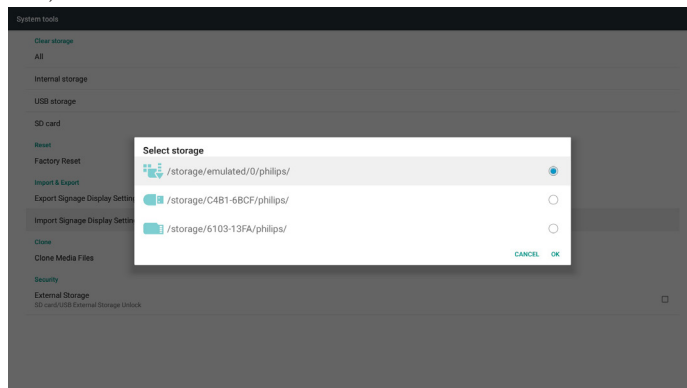 System tools
Clear storage
All
Internal storage
USB storage
SD card
Reset
Factory Reset
Import & Export
Export Signage Display Settin
Import Signage Display Settin
Clone
Clone Media Files
Security
External Storage
SD card/USB External Storage Unlock
Select storage
/storage/emulated/0/philips/
/storage/C4B1-6BCF/philips/
/storage/6103-13FA/philips/
CANCEL OK